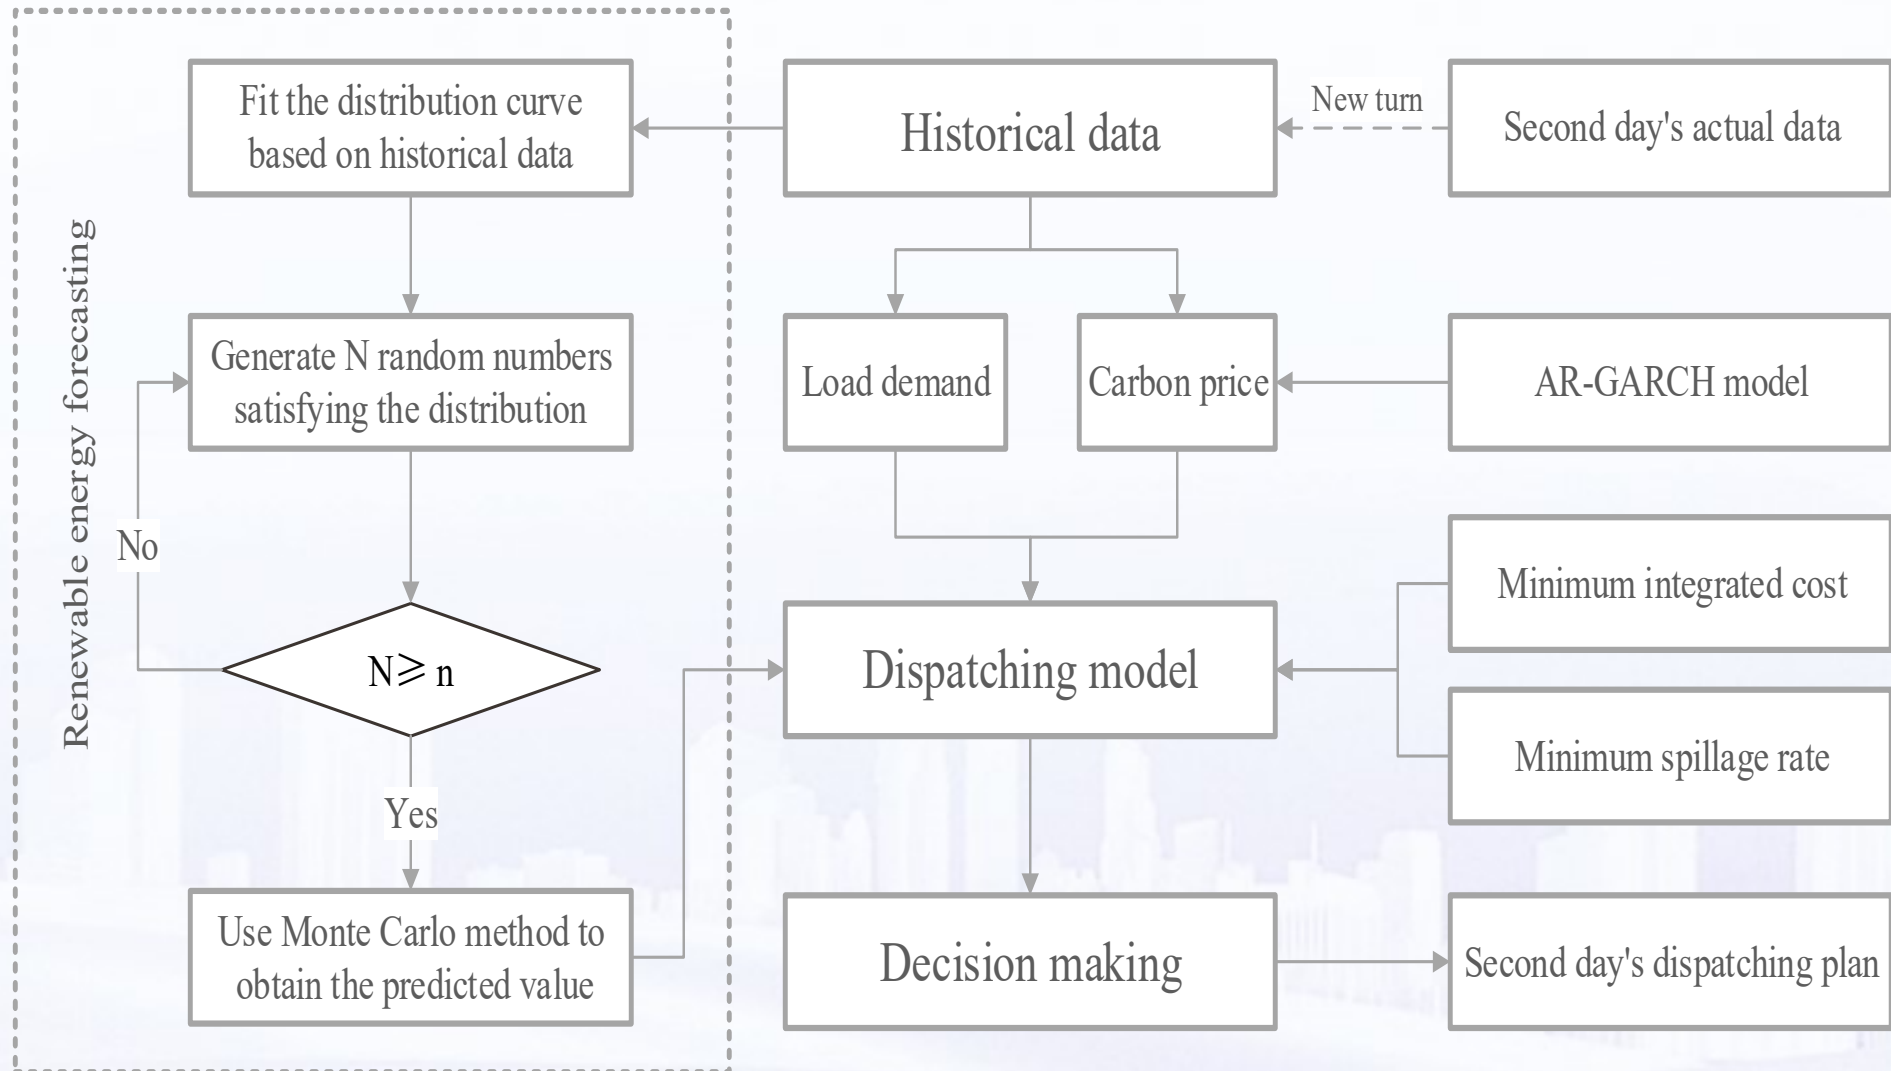 Renewable energy forecasting
Fit the distribution curve
based on historical data
Generate N random numbers
satisfying the distribution
No
N⩾ n
Yes
Use Monte Carlo method to
obtain the predicted value
Historical data
New turn
Second day's actual data
Load demand
Carbon price
AR-GARCH model
Dispatching model
Minimum integrated cost
Minimum spillage rate
Decision making
Second day's dispatching plan